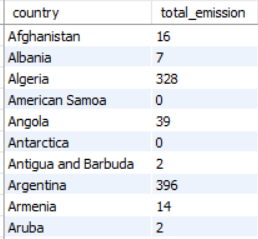 country total_emission
Afghanistan 16
Albania 7
Algeria 328
American Samoa 0
Angola 39
Antarctica 0
Antigua and Barbuda 2
Argentina 396
Armenia 14
Aruba 2